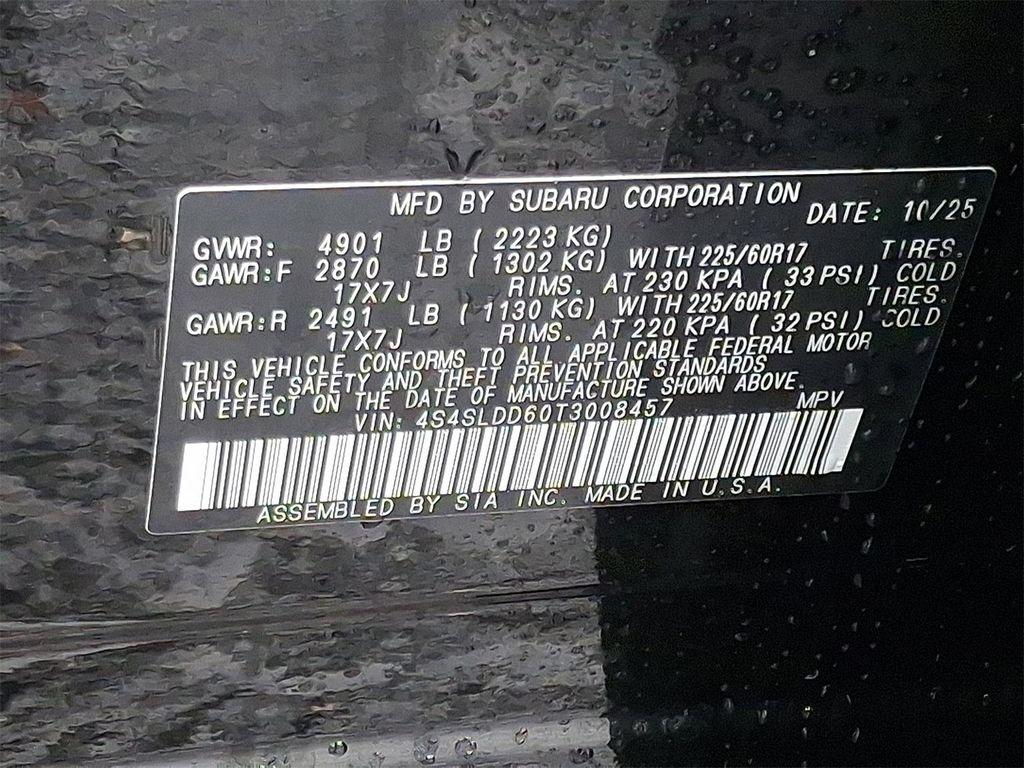 MFD BY SUBARU CORPORATION
DATE: 10/25
GVWR: 4901 LB ( 2223 KG)
GAWR:F 2870 LB ( 1302 KG) WITH 225/60R17 TIRES.
17X7J RIMS. AT 230 KPA ( 33 PSI) COLD
GAWR:R 2491 LB ( 1130 KG) WITH 225/60R17 TIRES.
17X7J RIMS. AT 220 KPA ( 32 PSI) COLD
THIS VEHICLE CONFORMS TO ALL APPLICABLE FEDERAL MOTOR
VEHICLE SAFETY AND THEFT PREVENTION STANDARDS
IN EFFECT ON THE DATE OF MANUFACTURE SHOWN ABOVE.
VIN: 4S4SLDD60T3008457 MPV
ASSEMBLED BY SIA INC. MADE IN U.S.A.